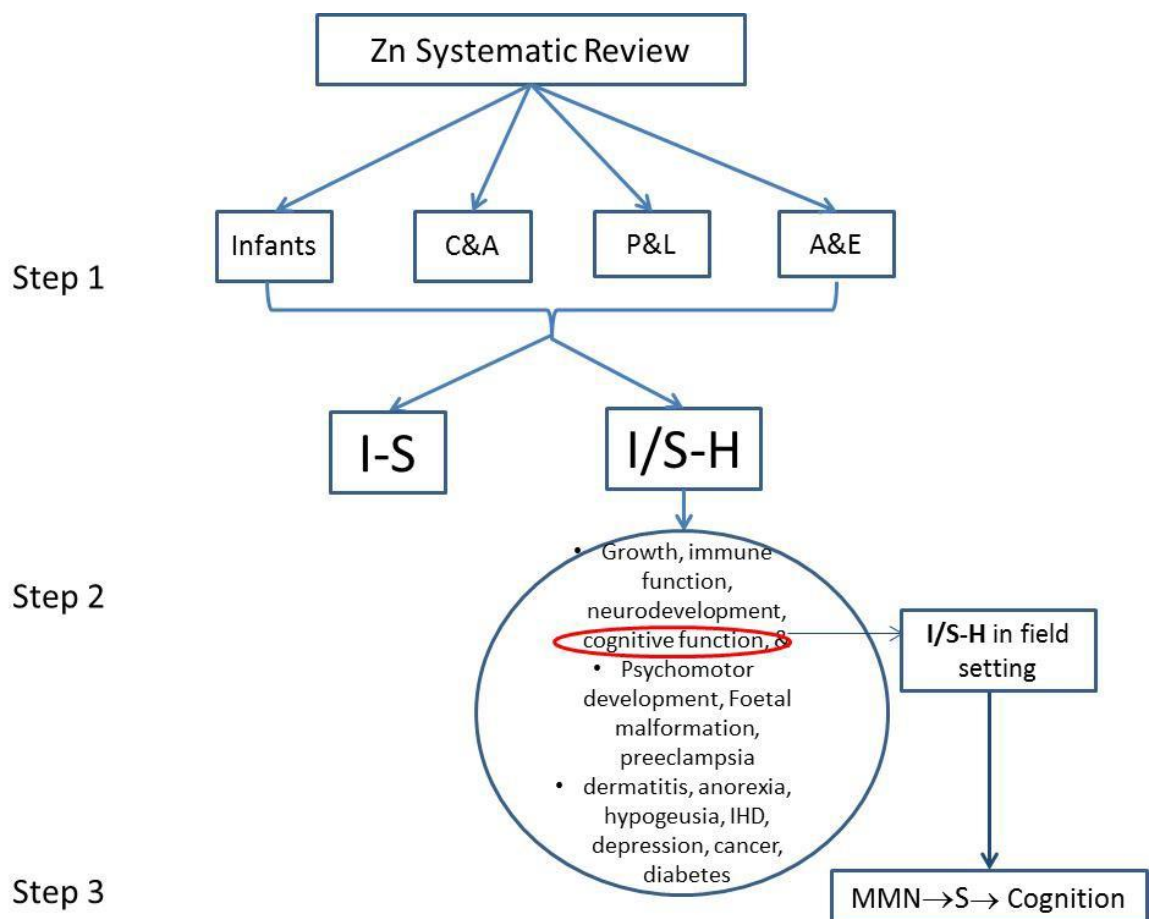 Zn Systematic Review
Infants
C&A
P&L
A&E
Step 1
I-S
I/S-H
• Growth, immune
function,
neurodevelopment,
cognitive function, &
• Psychomotor
development, Foetal
malformation,
preeclampsia
• dermatitis, anorexia,
hypogeusia, IHD,
depression, cancer,
diabetes
Step 2
I/S-H in field
setting
Step 3
MMN→S→ Cognition